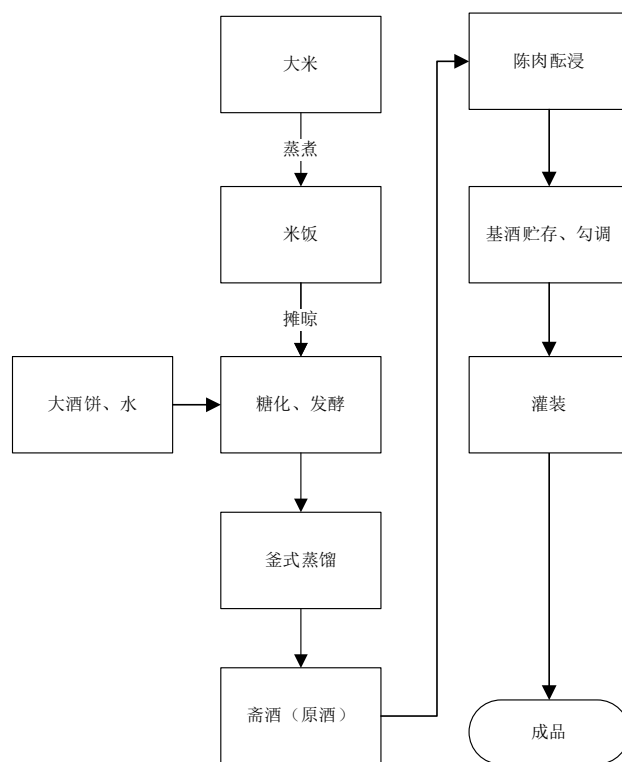 大米
蒸煮
米饭
摊晾
大酒饼、水
糖化、发酵
釜式蒸馏
斋酒（原酒）
陈肉酝浸
基酒贮存、勾调
灌装
成品